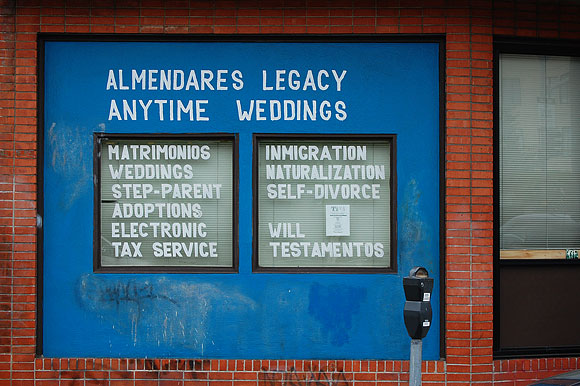 ALMENDARES LEGACY
ANYTIME WEDDINGS
MATRIMONIOS
WEDDINGS
STEP-PARENT
ADOPTIONS
ELECTRONIC
TAX SERVICE
INMIGRATION
NATURALIZATION
SELF-DIVORCE
WILL
TESTAMENTOS